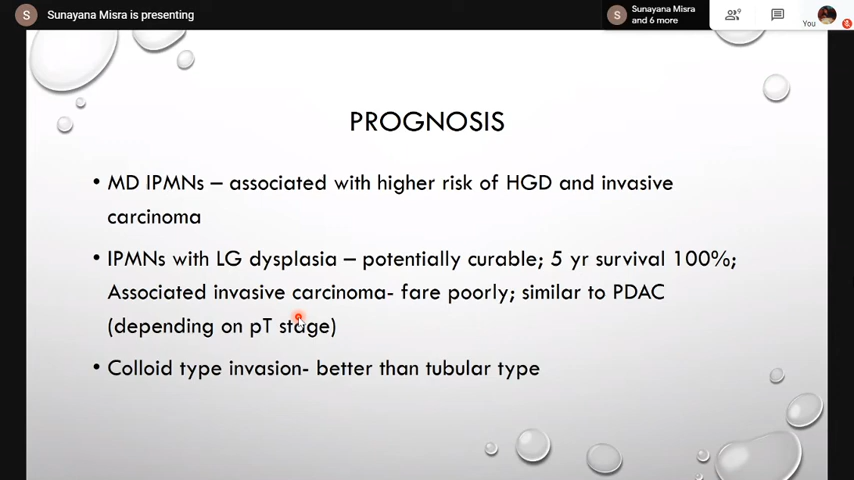 S Sunayana Misra is presenting
S Sunayana Misra
and 6 more
9
You
PROGNOSIS
• MD IPMNs – associated with higher risk of HGD and invasive
carcinoma
• IPMNs with LG dysplasia – potentially curable; 5 yr survival 100%;
Associated invasive carcinoma- fare poorly; similar to PDAC
(depending on pT stage)
• Colloid type invasion- better than tubular type